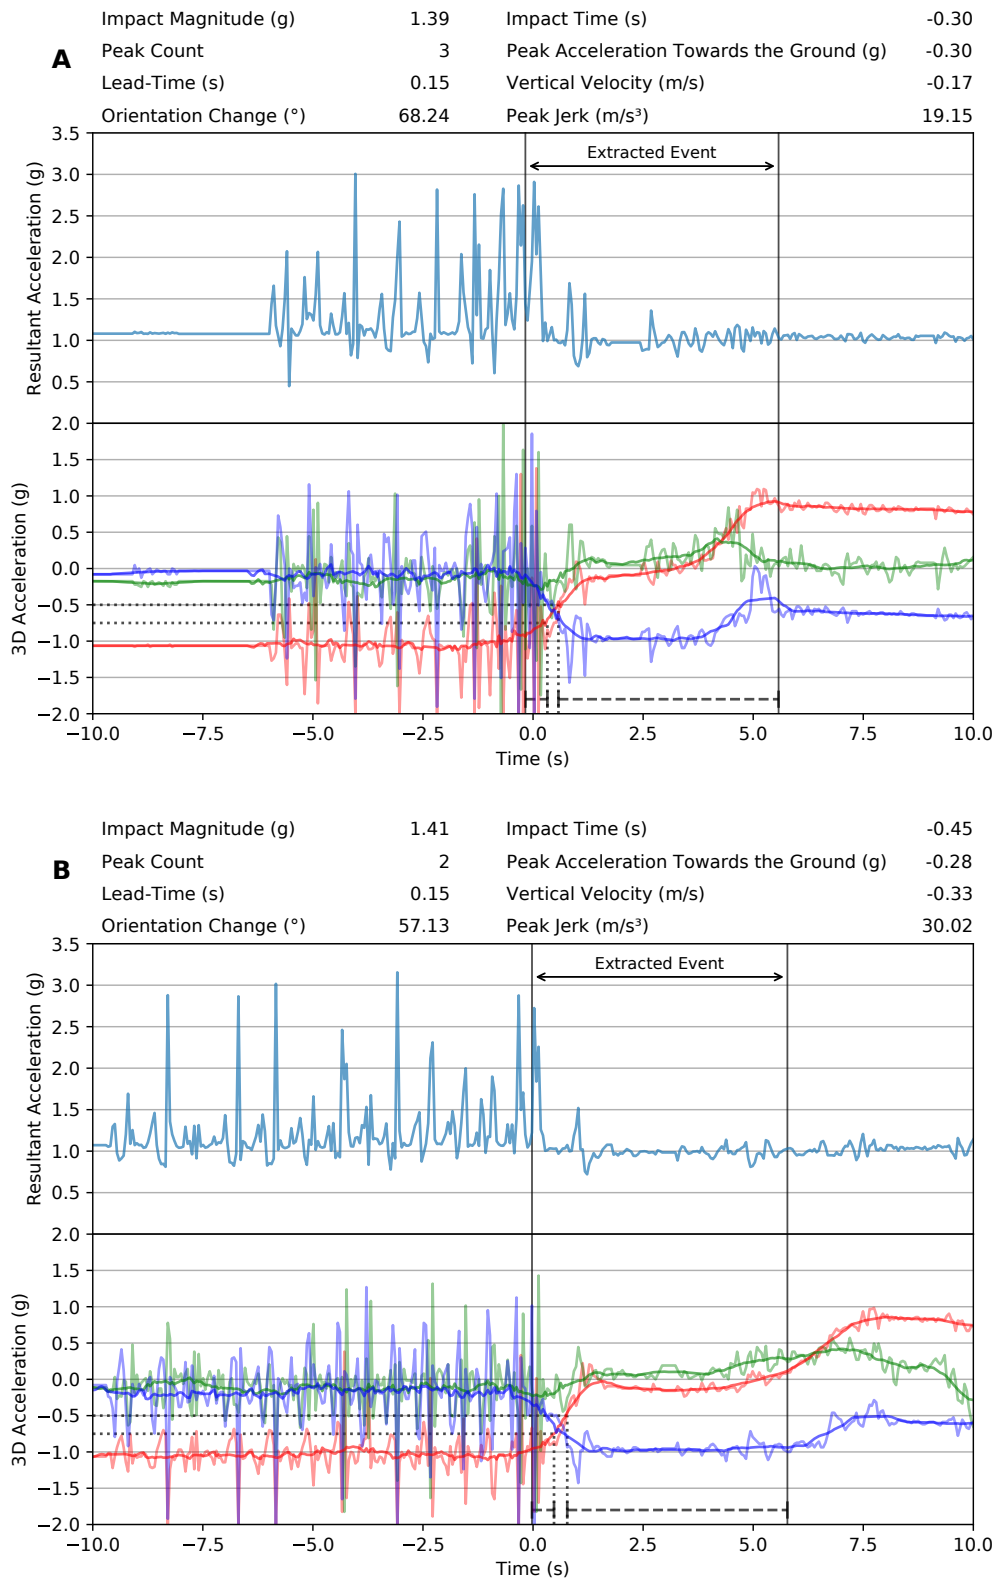 Impact Magnitude (g) 1.39 Impact Time (s) -0.30
A Peak Count 3 Peak Acceleration Towards the Ground (g) -0.30
Lead-Time (s) 0.15 Vertical Velocity (m/s) -0.17
Orientation Change (°) 68.24 Peak Jerk (m/s³) 19.15
Extracted Event
Resultant Acceleration (g)
3.5
3.0
2.5
2.0
1.5
1.0
0.5
2.0
1.5
1.0
0.5
0.0
−0.5
−1.0
−1.5
−2.0
3D Acceleration (g)
−10.0 −7.5 −5.0 −2.5 0.0 2.5 5.0 7.5 10.0
Time (s)
Impact Magnitude (g) 1.41 Impact Time (s) -0.45
B Peak Count 2 Peak Acceleration Towards the Ground (g) -0.28
Lead-Time (s) 0.15 Vertical Velocity (m/s) -0.33
Orientation Change (°) 57.13 Peak Jerk (m/s³) 30.02
Extracted Event
Resultant Acceleration (g)
3.5
3.0
2.5
2.0
1.5
1.0
0.5
2.0
1.5
1.0
0.5
0.0
−0.5
−1.0
−1.5
−2.0
3D Acceleration (g)
−10.0 −7.5 −5.0 −2.5 0.0 2.5 5.0 7.5 10.0
Time (s)